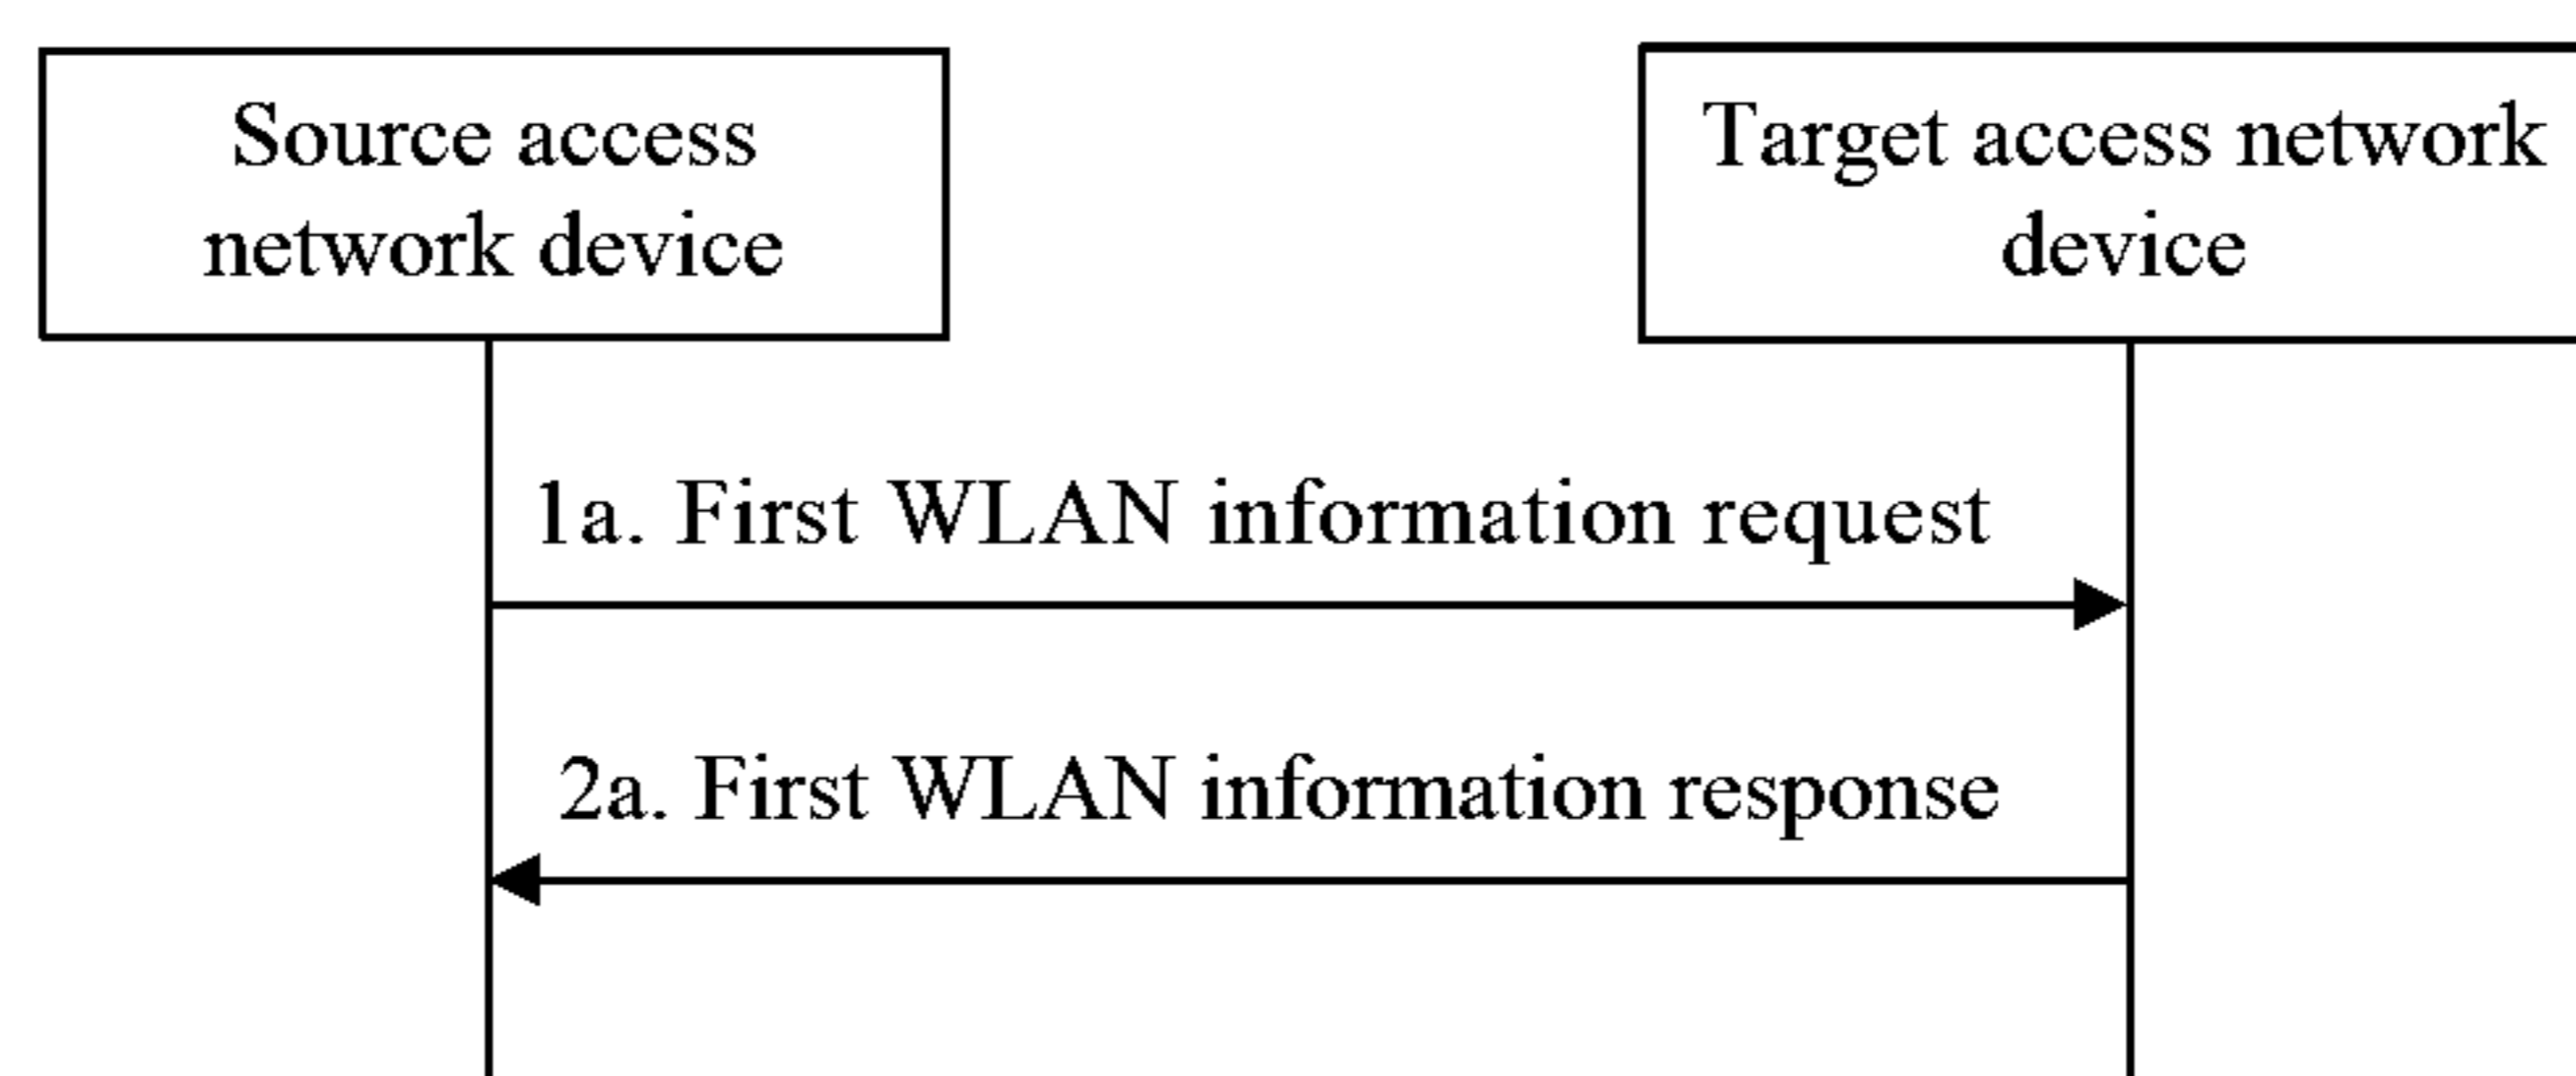 Source access
network device
Target access network
device
1a. First WLAN information request
2a. First WLAN information response